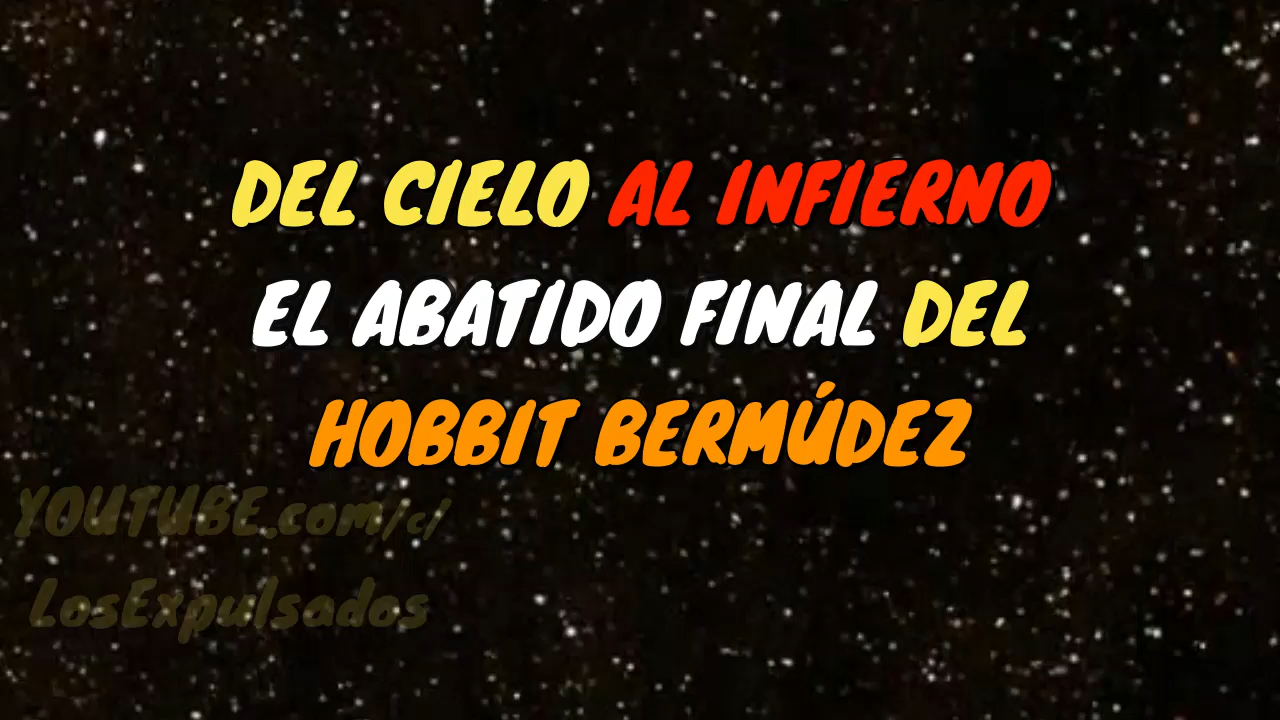 DEL CIELO AL INFIERNO
EL ABATIDO FINAL DEL
HOBBIT BERMÚDEZ
YOUTUBE.com/c/
LosExpulsados